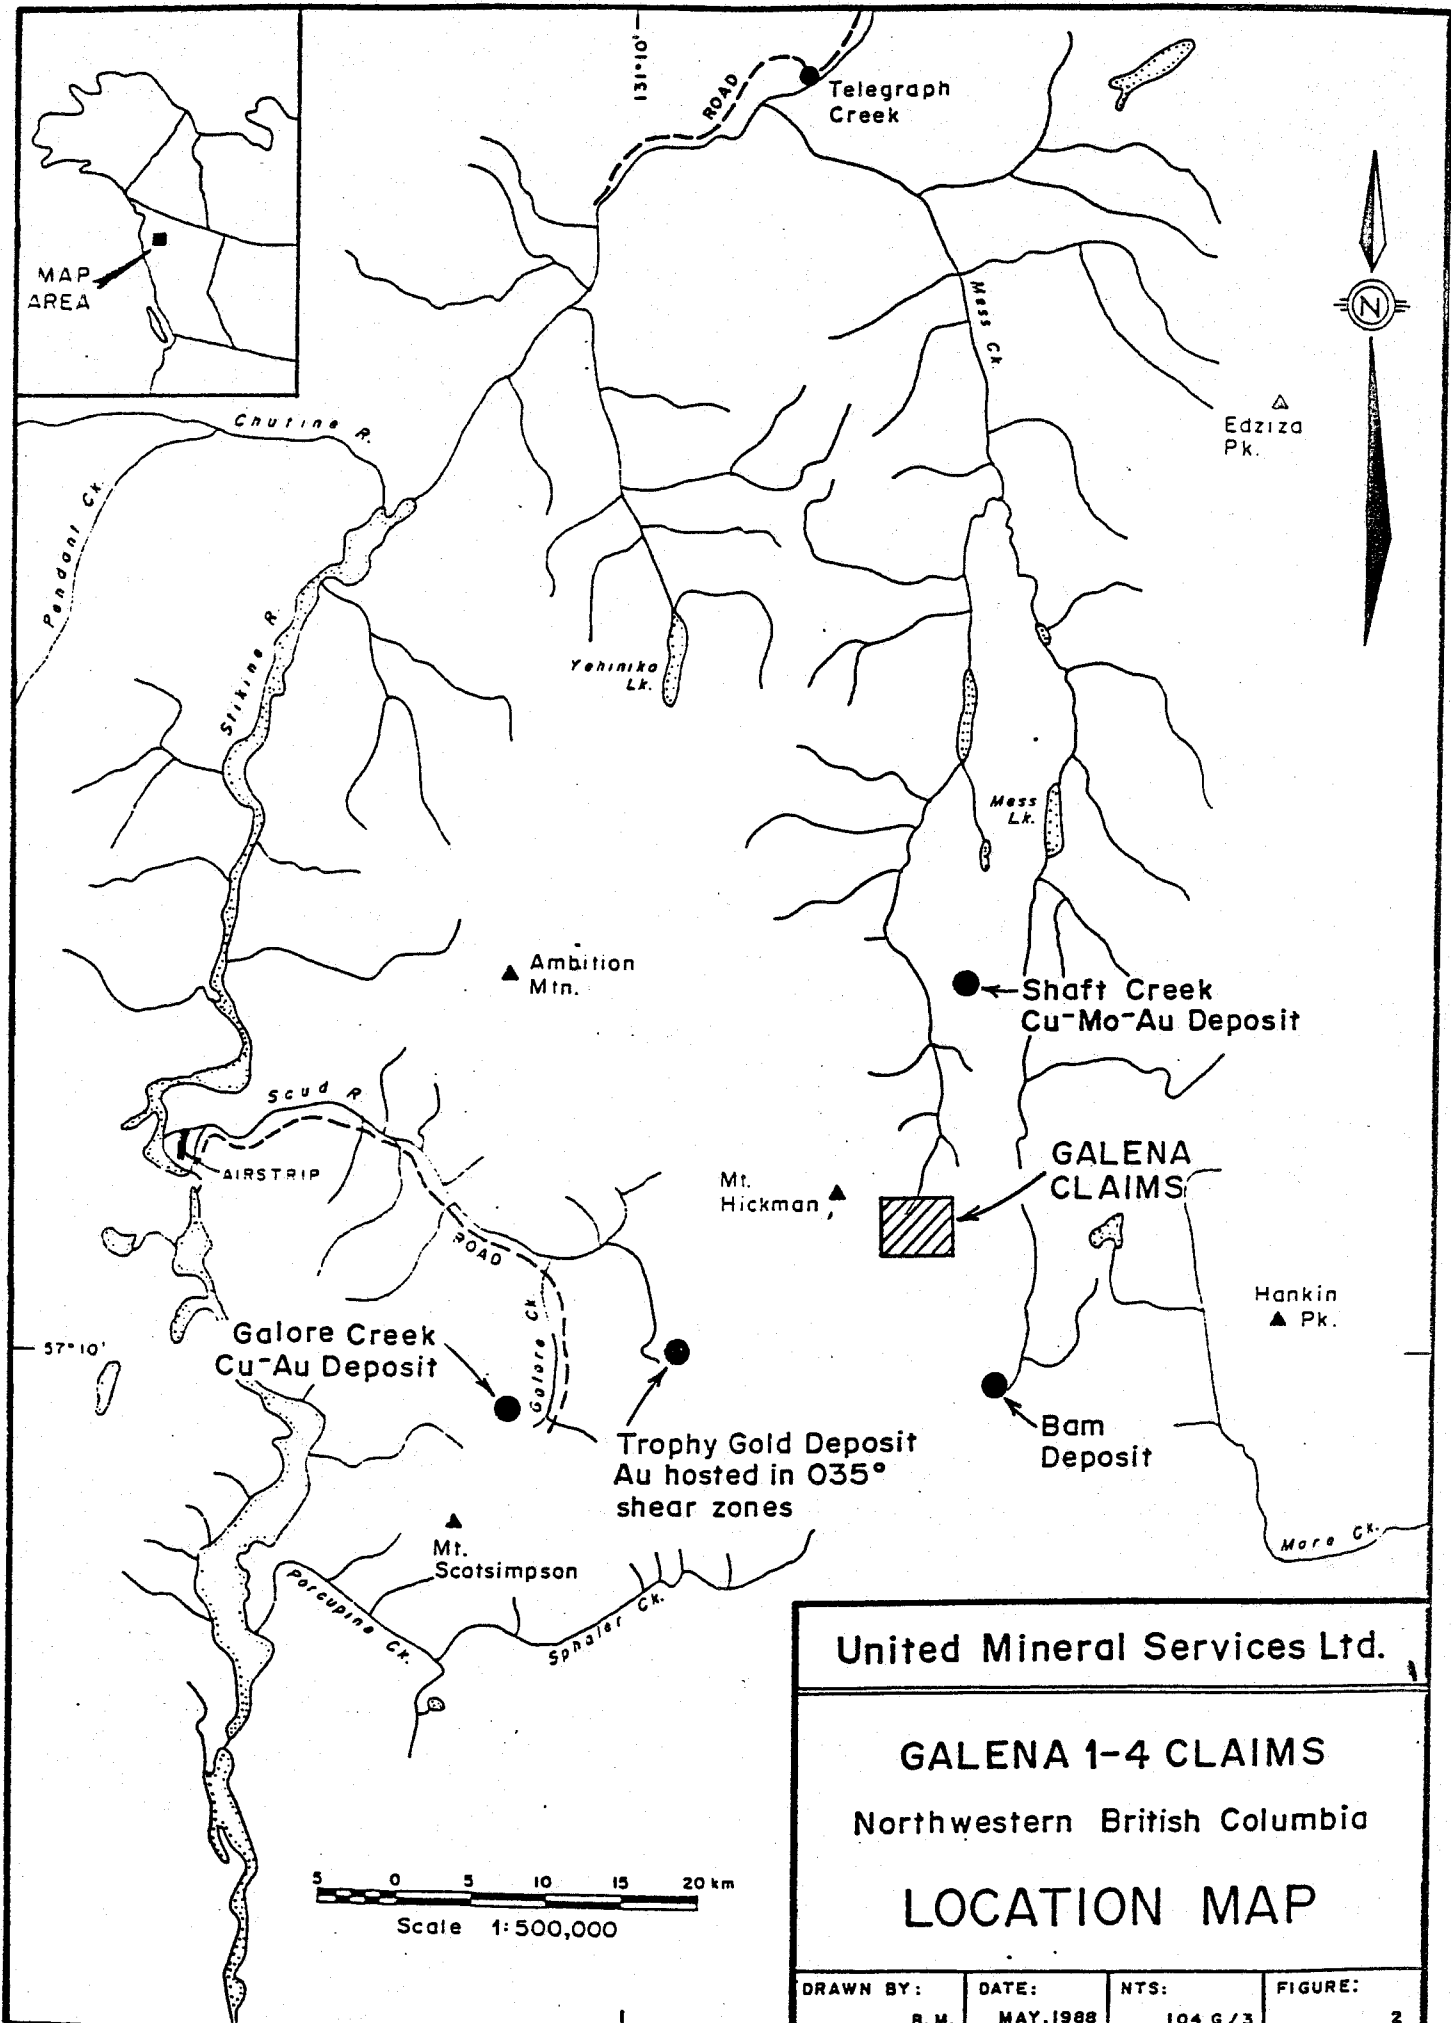 131°10'
ROAD
Telegraph
Creek
MAP
AREA
N
Mess Ck.
Edziza
Pk.
Chutine R.
Pendant Ck.
Stikine R.
Yehiniko
Lk.
Mess
Lk.
Ambition
Mtn.
Shaft Creek
Cu-Mo-Au Deposit
Scud R
AIRSTRIP
GALENA
CLAIMS
Mt.
Hickman
ROAD
Hankin
Pk.
57°10'
Galore Creek
Cu-Au Deposit
Galore Ck.
Trophy Gold Deposit
Au hosted in 035°
shear zones
Bam
Deposit
More Ck.
Mt.
Scotsimpson
Porcupine Ck.
Sphaler Ck.
United Mineral Services Ltd.
GALENA 1-4 CLAIMS
Northwestern British Columbia
LOCATION MAP
5 0 5 10 15 20 km
Scale 1:500,000
DRAWN BY: DATE: NTS: FIGURE:
MAY, 1988 104 G/3 2